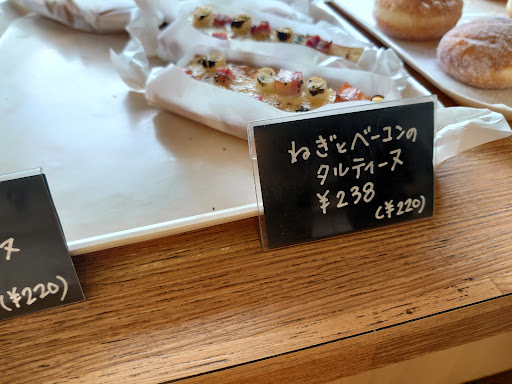 ねぎとベーコンの
タルティーヌ
¥238
(¥220)
ヌ
(¥220)